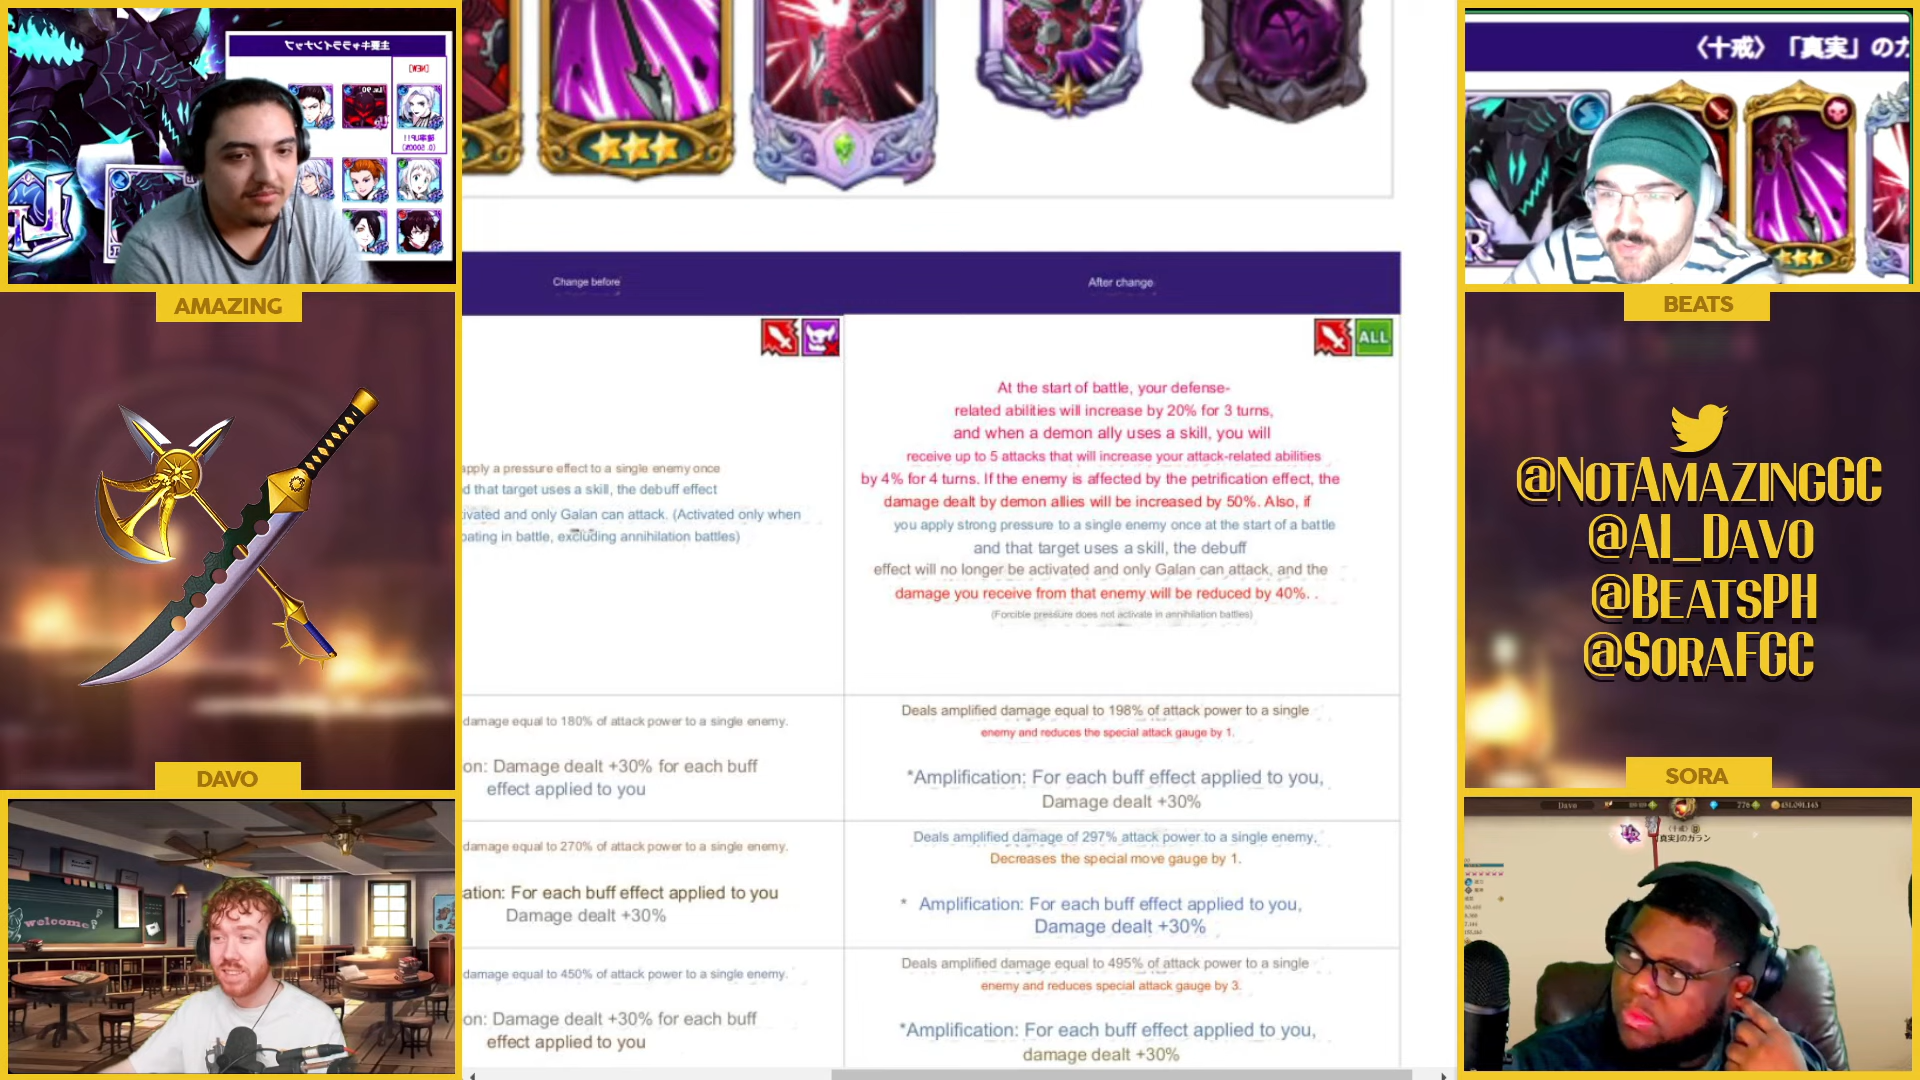 (NEW)
AMAZING
DAVO
welcome?
Change before
After change
ALL
apply a pressure effect to a single enemy once
d that target uses a skill, the debuff effect
ivated and only Galan can attack. (Activated only when
pating in battle, excluding annihilation battles)
At the start of battle, your defense-
related abilities will increase by 20% for 3 turns,
and when a demon ally uses a skill, you will
receive up to 5 attacks that will increase your attack-related abilities
by 4% for 4 turns. If the enemy is affected by the petrification effect, the
damage dealt by demon allies will be increased by 50%. Also, if
you apply strong pressure to a single enemy once at the start of a battle
and that target uses a skill, the debuff
effect will no longer be activated and only Galan can attack, and the
damage you receive from that enemy will be reduced by 40%. .
(Forcible pressure does not activate in annihilation battles)
damage equal to 180% of attack power to a single enemy.
on: Damage dealt +30% for each buff
effect applied to you
Deals amplified damage equal to 198% of attack power to a single
enemy and reduces the special attack gauge by 1.
*Amplification: For each buff effect applied to you,
Damage dealt +30%
damage equal to 270% of attack power to a single enemy.
ation: For each buff effect applied to you
Damage dealt +30%
Deals amplified damage of 297% attack power to a single enemy.
Decreases the special move gauge by 1.
* Amplification: For each buff effect applied to you,
Damage dealt +30%
damage equal to 450% of attack power to a single enemy.
on: Damage dealt +30% for each buff
effect applied to you
Deals amplified damage equal to 495% of attack power to a single
enemy and reduces special attack gauge by 3.
*Amplification: For each buff effect applied to you,
damage dealt +30%
〈十戒〉「真実」のガ
BEATS
@NotAmazingGC
@AI_Davo
@BeatsPH
@SoraFGC
SORA
Davo
776
〈十戒〉
「真実」のガラン